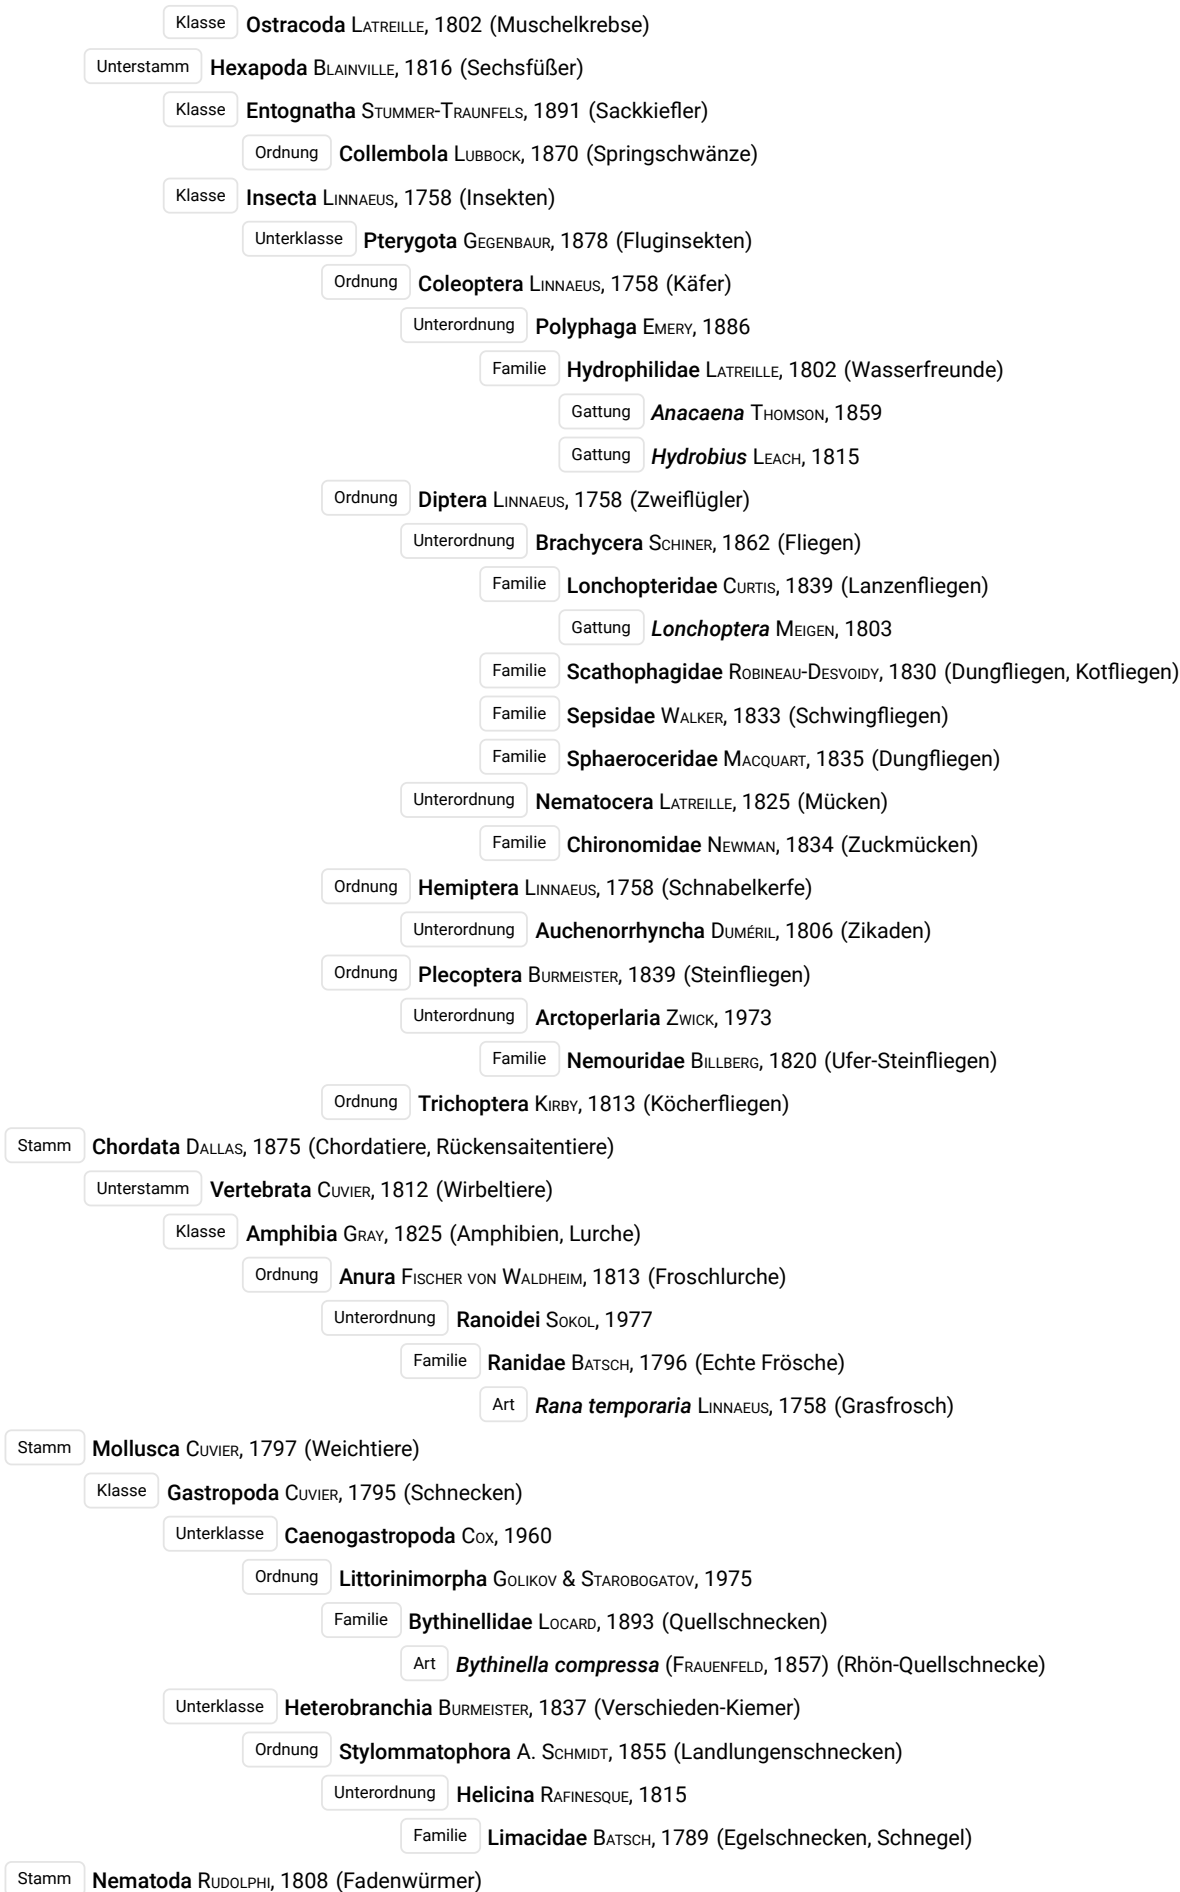 Klasse Ostracoda Latreille, 1802 (Muschelkrebse)
Unterstamm Hexapoda Blainville, 1816 (Sechsfüßer)
Klasse Entognatha Stummer-Traunfels, 1891 (Sackkiefler)
Ordnung Collembola Lubbock, 1870 (Springschwänze)
Klasse Insecta Linnaeus, 1758 (Insekten)
Unterklasse Pterygota Gegenbaur, 1878 (Fluginsekten)
Ordnung Coleoptera Linnaeus, 1758 (Käfer)
Unterordnung Polyphaga Emery, 1886
Familie Hydrophilidae Latreille, 1802 (Wasserfreunde)
Gattung Anacaena Thomson, 1859
Gattung Hydrobius Leach, 1815
Ordnung Diptera Linnaeus, 1758 (Zweiflügler)
Unterordnung Brachycera Schiner, 1862 (Fliegen)
Familie Lonchopteridae Curtis, 1839 (Lanzenfliegen)
Gattung Lonchoptera Meigen, 1803
Familie Scathophagidae Robineau-Desvoidy, 1830 (Dungfliegen, Kotfliegen)
Familie Sepsidae Walker, 1833 (Schwingfliegen)
Familie Sphaeroceridae Macquart, 1835 (Dungfliegen)
Unterordnung Nematocera Latreille, 1825 (Mücken)
Familie Chironomidae Newman, 1834 (Zuckmücken)
Ordnung Hemiptera Linnaeus, 1758 (Schnabelkerfe)
Unterordnung Auchenorrhyncha Duméril, 1806 (Zikaden)
Ordnung Plecoptera Burmeister, 1839 (Steinfliegen)
Unterordnung Arctoperlaria Zwick, 1973
Familie Nemouridae Billberg, 1820 (Ufer-Steinfliegen)
Ordnung Trichoptera Kirby, 1813 (Köcherfliegen)
Stamm Chordata Dallas, 1875 (Chordatiere, Rückensaitentiere)
Unterstamm Vertebrata Cuvier, 1812 (Wirbeltiere)
Klasse Amphibia Gray, 1825 (Amphibien, Lurche)
Ordnung Anura Fischer von Waldheim, 1813 (Froschlurche)
Unterordnung Ranoidei Sokol, 1977
Familie Ranidae Batsch, 1796 (Echte Frösche)
Art Rana temporaria Linnaeus, 1758 (Grasfrosch)
Stamm Mollusca Cuvier, 1797 (Weichtiere)
Klasse Gastropoda Cuvier, 1795 (Schnecken)
Unterklasse Caenogastropoda Cox, 1960
Ordnung Littorinimorpha Golikov & Starobogatov, 1975
Familie Bythinellidae Locard, 1893 (Quellschnecken)
Art Bythinella compressa (Frauenfeld, 1857) (Rhön-Quellschnecke)
Unterklasse Heterobranchia Burmeister, 1837 (Verschieden-Kiemer)
Ordnung Stylommatophora A. Schmidt, 1855 (Landlungenschnecken)
Unterordnung Helicina Rafinesque, 1815
Familie Limacidae Batsch, 1789 (Egelschnecken, Schnegel)
Stamm Nematoda Rudolphi, 1808 (Fadenwürmer)